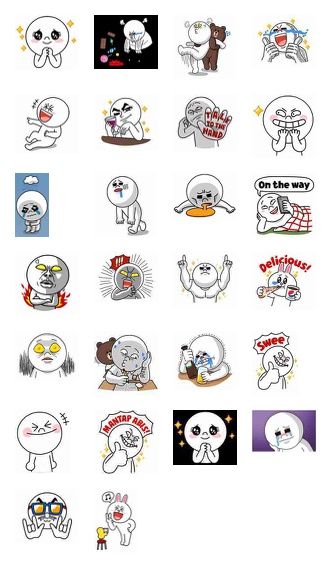 TALK
TO THE
HAND
On the way
!!!
Delicious!
Swee
MANTAP ABIS!